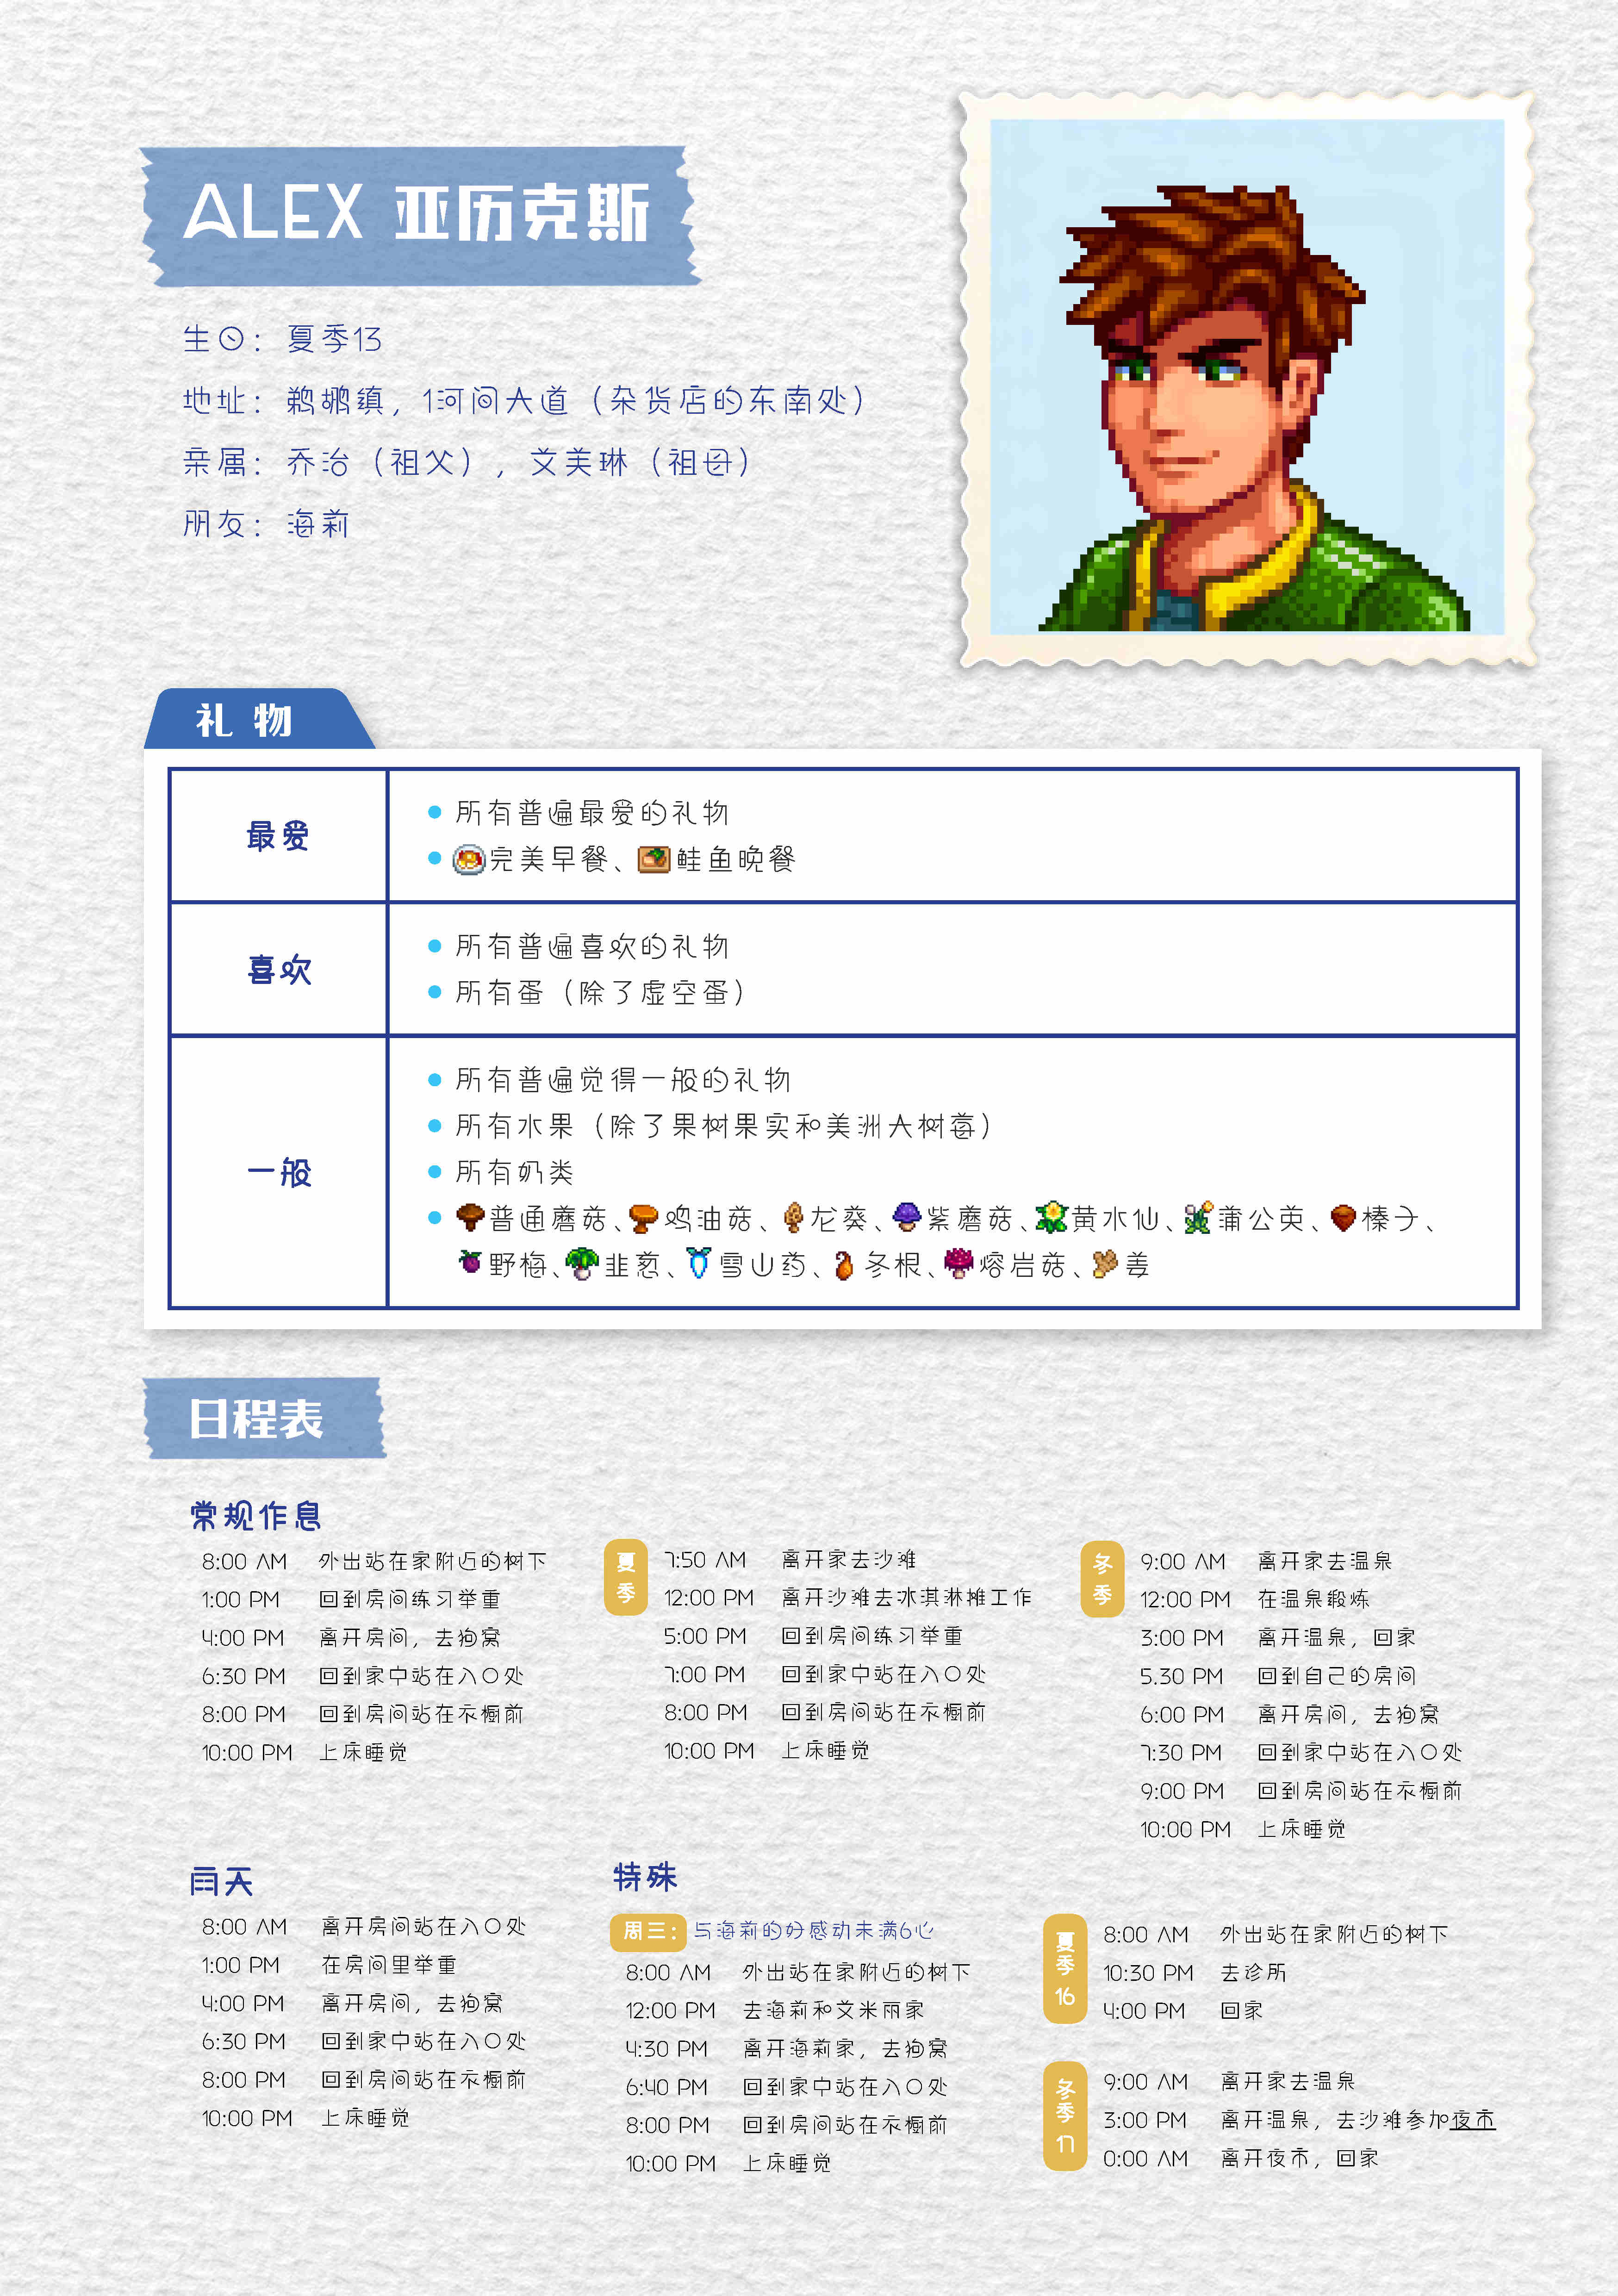 ALEX 亚历克斯
生日：夏季13
地址：鹈鹕镇，1河间大道（杂货店的东南处）
亲属：乔治（祖父），艾芙琳（祖母）
朋友：海莉
礼 物
最爱
所有普遍最爱的礼物
完美早餐、鲑鱼晚餐
喜欢
所有普遍喜欢的礼物
所有蛋（除了虚空蛋）
一般
所有普遍觉得一般的礼物
所有水果（除了果树果实和美洲大树莓）
所有奶类
普通蘑菇、鸡油菇、龙葵、紫蘑菇、黄水仙、蒲公英、榛子、
野梅、韭葱、雪山药、冬根、熔岩菇、姜
日程表
常规作息
8:00 AM 外出站在家附近的树下
1:00 PM 回到房间练习举重
4:00 PM 离开房间，去狗窝
6:30 PM 回到家中站在入口处
8:00 PM 回到房间站在衣橱前
10:00 PM 上床睡觉
夏季
7:50 AM 离开家去沙滩
12:00 PM 离开沙滩去冰淇淋摊工作
5:00 PM 回到房间练习举重
7:00 PM 回到家中站在入口处
8:00 PM 回到房间站在衣橱前
10:00 PM 上床睡觉
冬季
9:00 AM 离开家去温泉
12:00 PM 在温泉锻炼
3:00 PM 离开温泉，回家
5.30 PM 回到自己的房间
6:00 PM 离开房间，去狗窝
7:30 PM 回到家中站在入口处
9:00 PM 回到房间站在衣橱前
10:00 PM 上床睡觉
雨天
8:00 AM 离开房间站在入口处
1:00 PM 在房间里举重
4:00 PM 离开房间，去狗窝
6:30 PM 回到家中站在入口处
8:00 PM 回到房间站在衣橱前
10:00 PM 上床睡觉
特殊
周三：与海莉的好感动未满6心
8:00 AM 外出站在家附近的树下
12:00 PM 去海莉和艾米丽家
4:30 PM 离开海莉家，去狗窝
6:40 PM 回到家中站在入口处
8:00 PM 回到房间站在衣橱前
10:00 PM 上床睡觉
夏季16
8:00 AM 外出站在家附近的树下
10:30 PM 去诊所
4:00 PM 回家
冬季17
9:00 AM 离开家去温泉
3:00 PM 离开温泉，去沙滩参加夜市
0:00 AM 离开夜市，回家